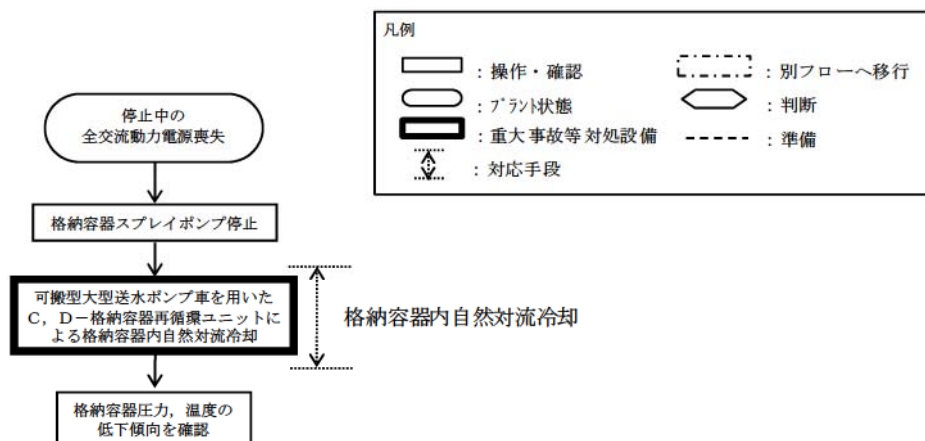 凡例
：操作・確認
：別フローへ移行
：プラント状態
：判断
：重大事故等対処設備
：準備
：対応手段
停止中の
全交流動力電源喪失
格納容器スプレイポンプ停止
可搬型大型送水ポンプ車を用いた
Ｃ，Ｄ－格納容器再循環ユニットに
よる格納容器内自然対流冷却
格納容器内自然対流冷却
格納容器圧力，温度の
低下傾向を確認